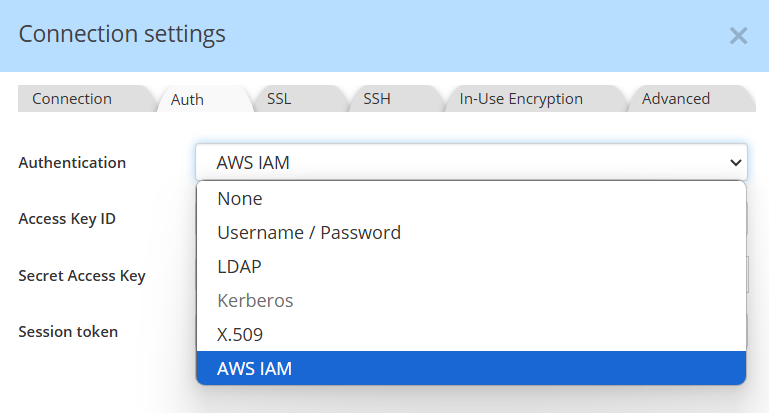 Connection settings
Connection Auth SSL SSH In-Use Encryption Advanced
Authentication AWS IAM
None
Username / Password
Access Key ID
LDAP
Secret Access Key
Kerberos
Session token
X.509
AWS IAM